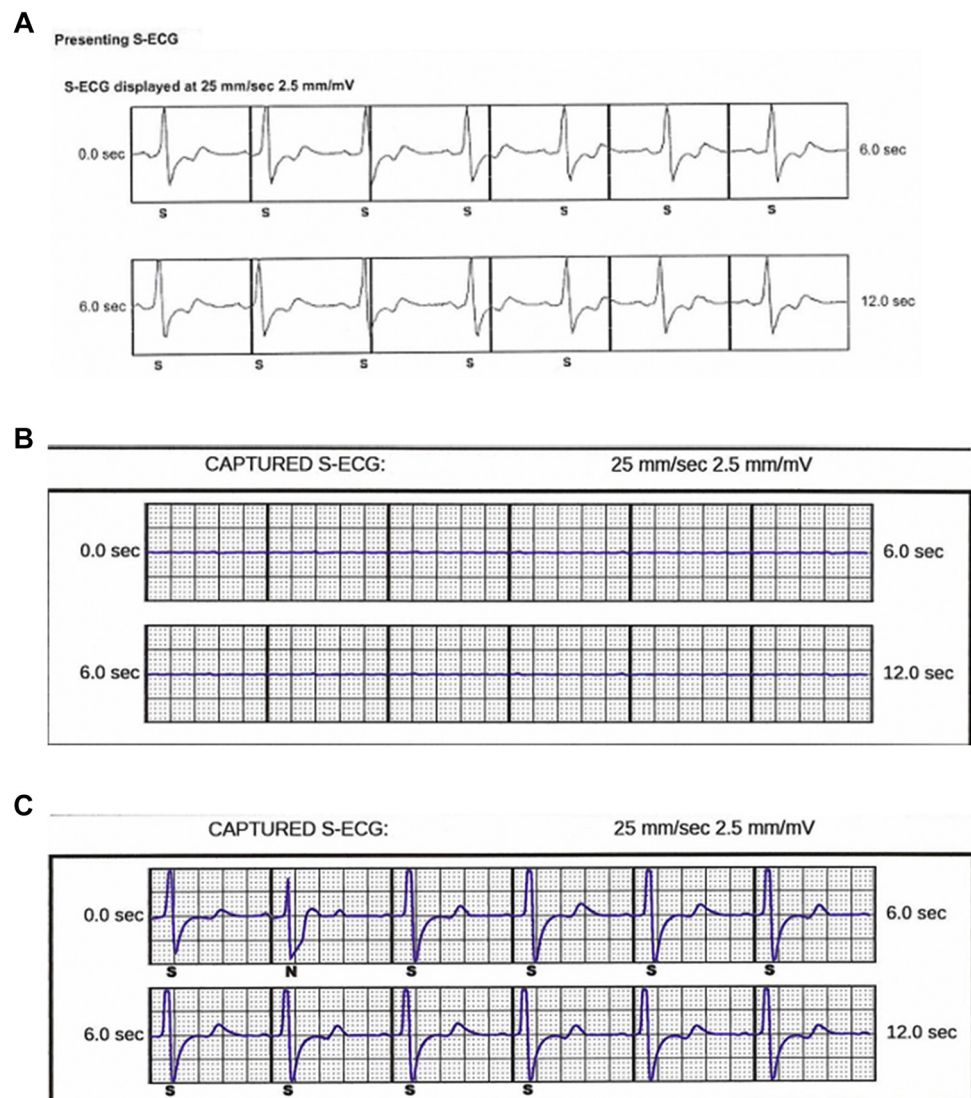 A
Presenting S-ECG
S-ECG displayed at 25 mm/sec 2.5 mm/mV
0.0 sec 6.0 sec
S S S S S S S
6.0 sec 12.0 sec
S S S S S
B
CAPTURED S-ECG: 25 mm/sec 2.5 mm/mV
0.0 sec 6.0 sec
6.0 sec 12.0 sec
C
CAPTURED S-ECG: 25 mm/sec 2.5 mm/mV
0.0 sec 6.0 sec
S N S S S S
6.0 sec 12.0 sec
S S S S